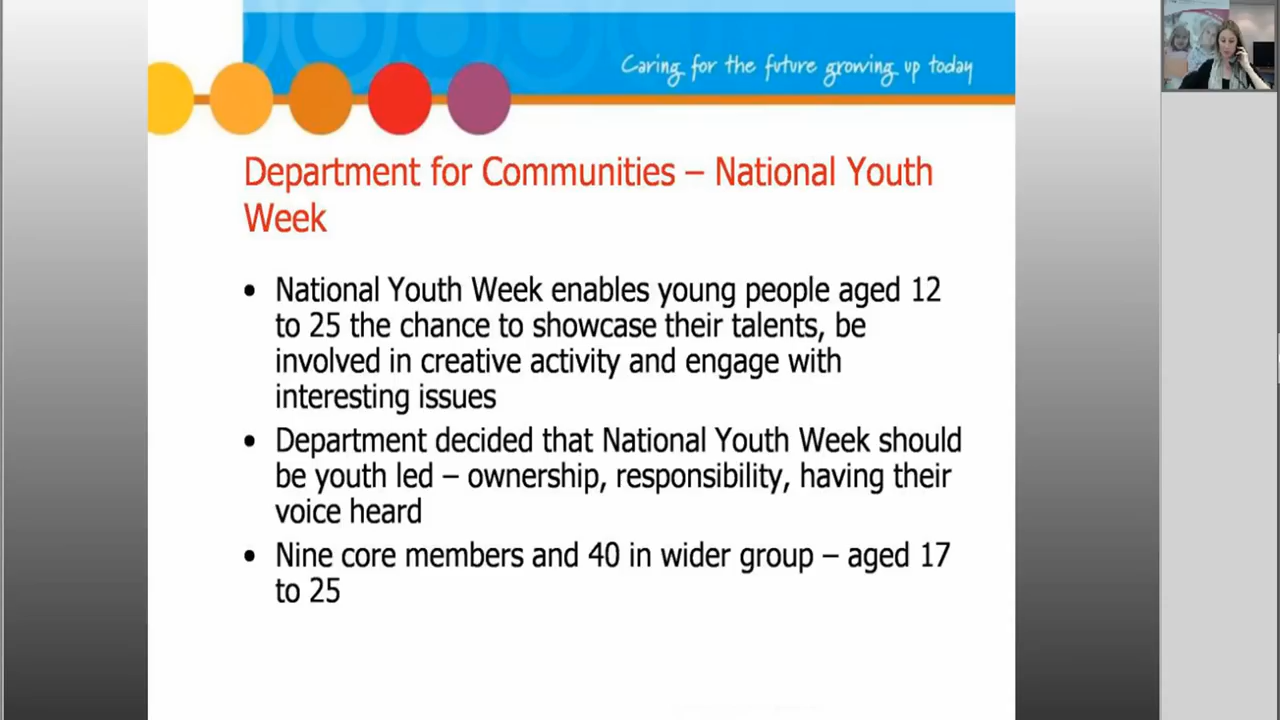 Caring for the future growing up today
Department for Communities – National Youth
Week
• National Youth Week enables young people aged 12
to 25 the chance to showcase their talents, be
involved in creative activity and engage with
interesting issues
• Department decided that National Youth Week should
be youth led – ownership, responsibility, having their
voice heard
• Nine core members and 40 in wider group – aged 17
to 25